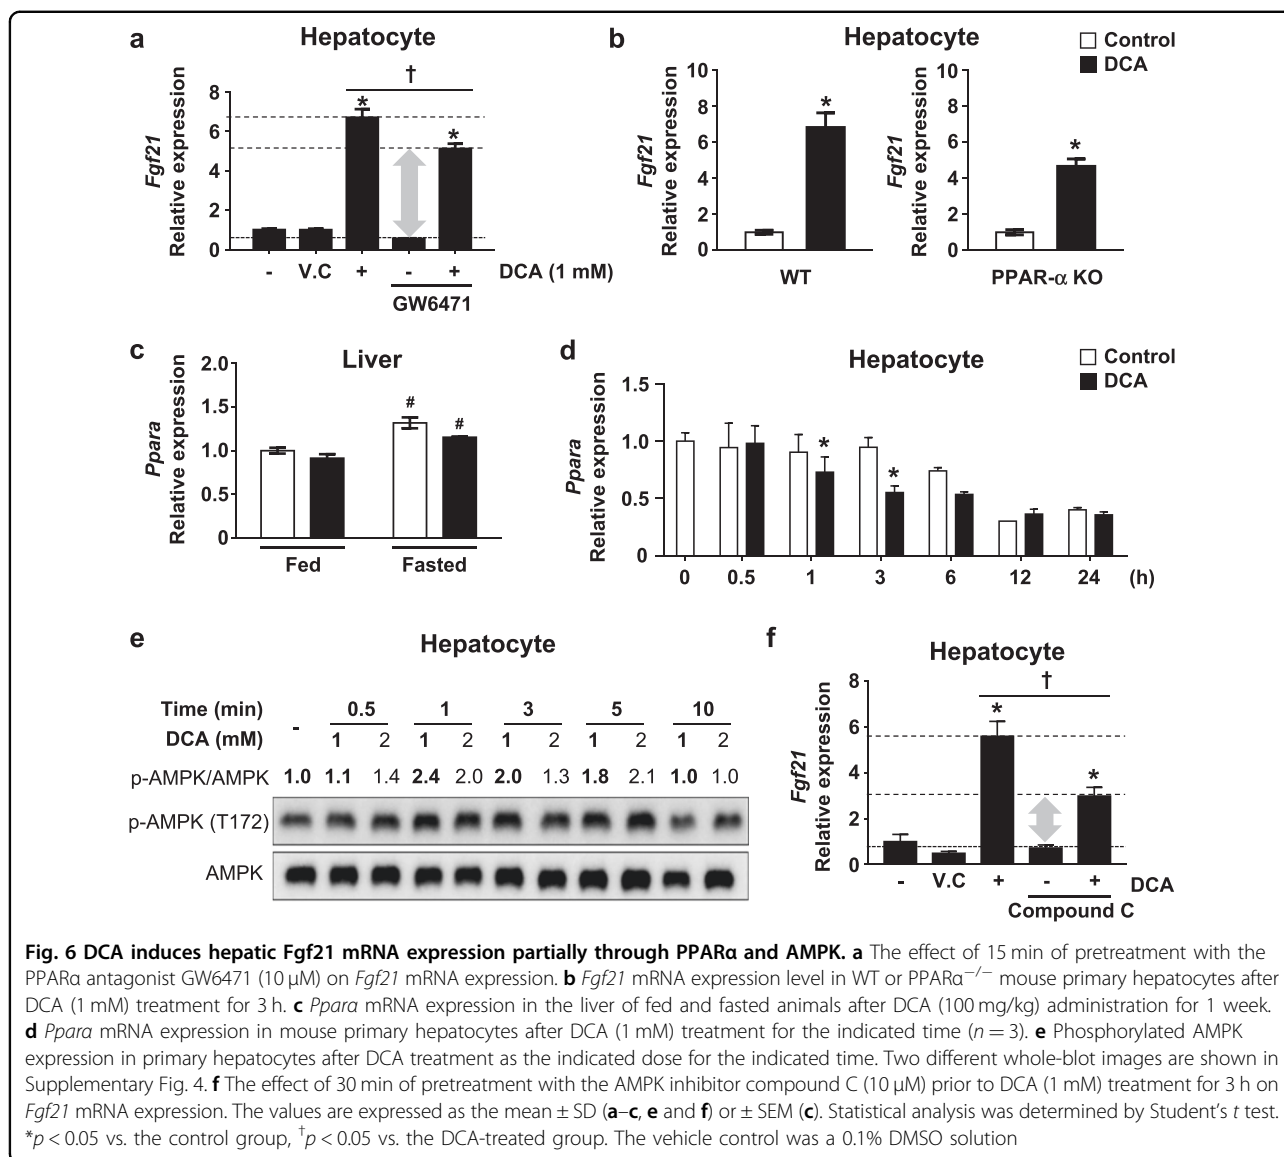 a
Hepatocyte
†
Fgf21
Relative expression
8
6
4
2
0
*
*
- V.C + - + DCA (1 mM)
GW6471
b
Hepatocyte
Control
DCA
Fgf21
Relative expression
10
8
6
4
2
0
*
WT
Fgf21
Relative expression
10
8
6
4
2
0
*
PPAR-α KO
c
Liver
Ppara
Relative expression
2.0
1.5
1.0
0.5
0
#
#
Fed Fasted
d
Hepatocyte
Control
DCA
Ppara
Relative expression
1.5
1.0
0.5
0
*
*
0 0.5 1 3 6 12 24 (h)
e
Hepatocyte
Time (min) - 0.5 1 3 5 10
DCA (mM) 1 2 1 2 1 2 1 2 1 2
p-AMPK/AMPK 1.0 1.1 1.4 2.4 2.0 2.0 1.3 1.8 2.1 1.0 1.0
p-AMPK (T172)
AMPK
f
Hepatocyte
†
Fgf21
Relative expression
8
6
4
2
0
*
*
- V.C + - + DCA
Compound C
Fig. 6 DCA induces hepatic Fgf21 mRNA expression partially through PPARα and AMPK. a The effect of 15 min of pretreatment with the
PPARα antagonist GW6471 (10 μM) on Fgf21 mRNA expression. b Fgf21 mRNA expression level in WT or PPARα−/− mouse primary hepatocytes after
DCA (1 mM) treatment for 3 h. c Ppara mRNA expression in the liver of fed and fasted animals after DCA (100 mg/kg) administration for 1 week.
d Ppara mRNA expression in mouse primary hepatocytes after DCA (1 mM) treatment for the indicated time (n = 3). e Phosphorylated AMPK
expression in primary hepatocytes after DCA treatment as the indicated dose for the indicated time. Two different whole-blot images are shown in
Supplementary Fig. 4. f The effect of 30 min of pretreatment with the AMPK inhibitor compound C (10 μM) prior to DCA (1 mM) treatment for 3 h on
Fgf21 mRNA expression. The values are expressed as the mean ± SD (a–c, e and f) or ± SEM (c). Statistical analysis was determined by Student's t test.
*p < 0.05 vs. the control group, †p < 0.05 vs. the DCA-treated group. The vehicle control was a 0.1% DMSO solution